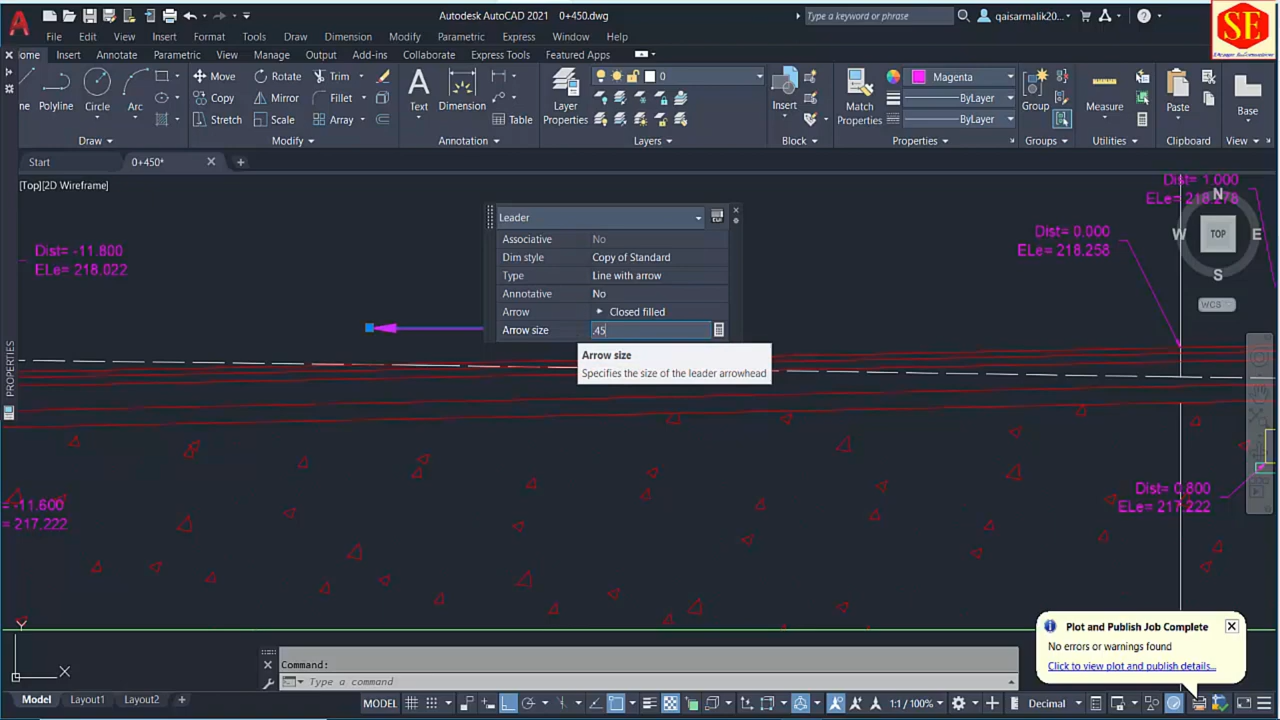 Autodesk AutoCAD 2021 0+450.dwg
Type a keyword or phrase
qaisarmalik20...
SE
File Edit View Insert Format Tools Draw Dimension Modify Parametric Express Window Help
Home Insert Annotate Parametric View Manage Output Add-ins Collaborate Express Tools Featured Apps
Polyline Circle Arc
Move Rotate Trim
Copy Mirror Fillet
Stretch Scale Array
Text Dimension
Table
Layer Properties
0
Insert
Match Properties
Magenta
ByLayer
ByLayer
Group
Measure
Paste
Base
Draw Modify Annotation Layers Block Properties Groups Utilities Clipboard View
Start 0+450*
[Top][2D Wireframe]
Dist= -11.800
ELe= 218.022
Leader
Associative No
Dim style Copy of Standard
Type Line with arrow
Annotative No
Arrow Closed filled
Arrow size .45
Arrow size
Specifies the size of the leader arrowhead
Dist= 1.000
ELe= 218.278
Dist= 0.000
ELe= 218.258
N
W TOP E
S
WCS
PROPERTIES
= -11.600
= 217.222
Dist= 0.800
ELe= 217.222
Y
X
Plot and Publish Job Complete
No errors or warnings found
Click to view plot and publish details...
Command:
Type a command
Model Layout1 Layout2
MODEL
1:1 / 100%
Decimal